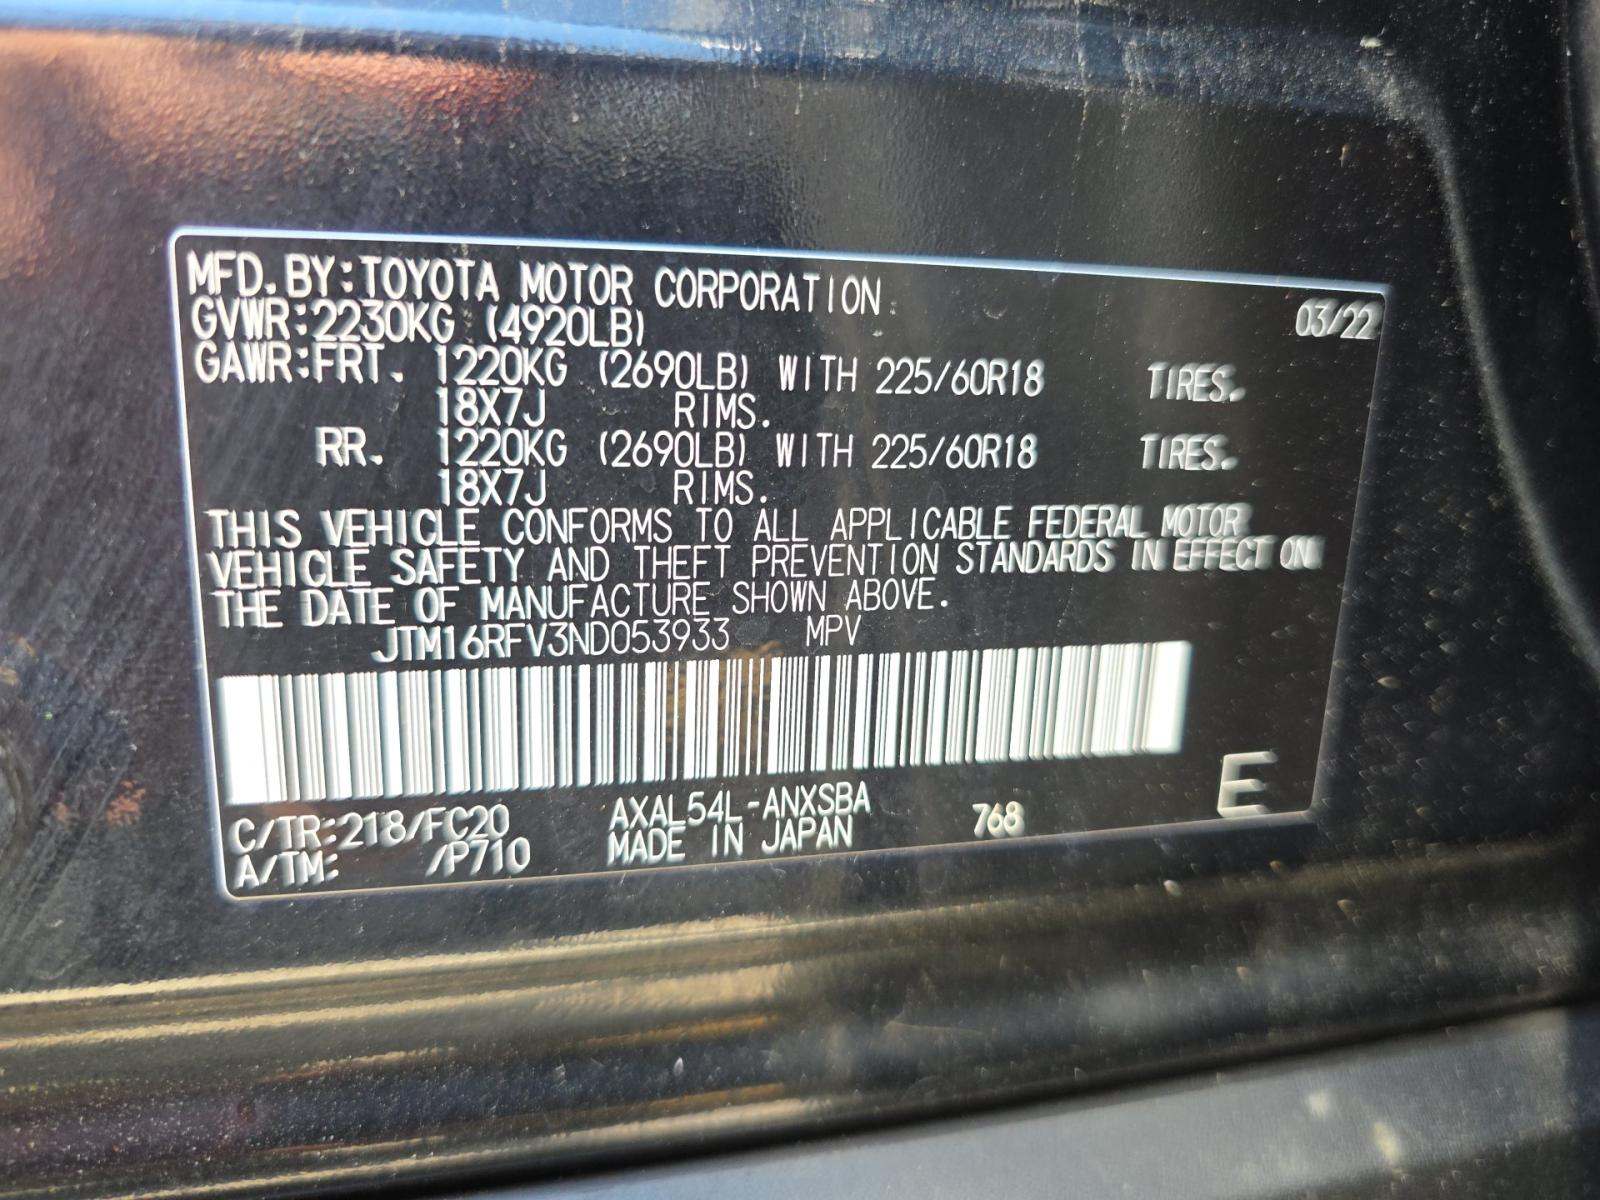 MFD. BY:TOYOTA MOTOR CORPORATION 03/22
GVWR:2230KG (4920LB)
GAWR:FRT. 1220KG (2690LB) WITH 225/60R18 TIRES.
18X7J RIMS.
RR. 1220KG (2690LB) WITH 225/60R18 TIRES.
18X7J RIMS.
THIS VEHICLE CONFORMS TO ALL APPLICABLE FEDERAL MOTOR
VEHICLE SAFETY AND THEFT PREVENTION STANDARDS IN EFFECT ON
THE DATE OF MANUFACTURE SHOWN ABOVE.
JTM16RFV3ND053933 MPV
E
C/TR:218/FC20 AXAL54L-ANXSBA 768
A/TM: /P710 MADE IN JAPAN